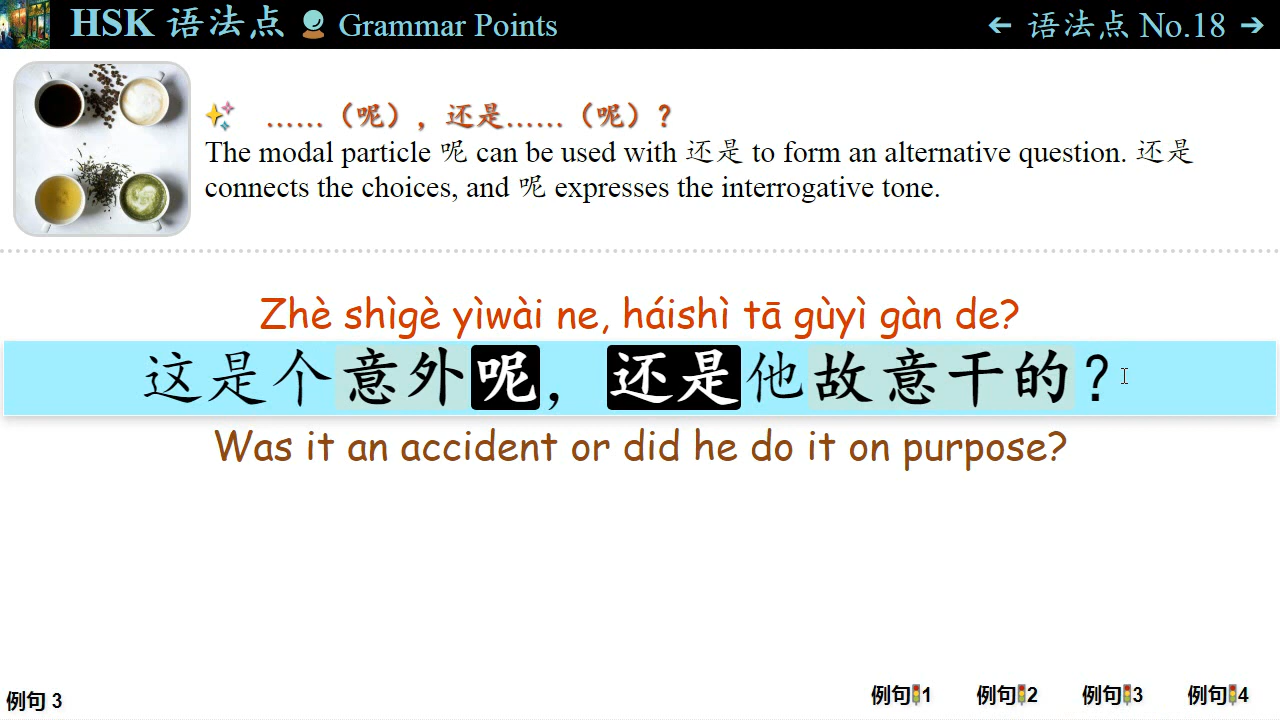 HSK 语法点 Grammar Points
← 语法点 No.18 →
……（呢），还是……（呢）？
The modal particle 呢 can be used with 还是 to form an alternative question. 还是
connects the choices, and 呢 expresses the interrogative tone.
Zhè shìgè yìwài ne, háishì tā gùyì gàn de?
这是个意外呢，还是他故意干的？
Was it an accident or did he do it on purpose?
例句 3
例句🚦1 例句🚦2 例句🚦3 例句🚦4